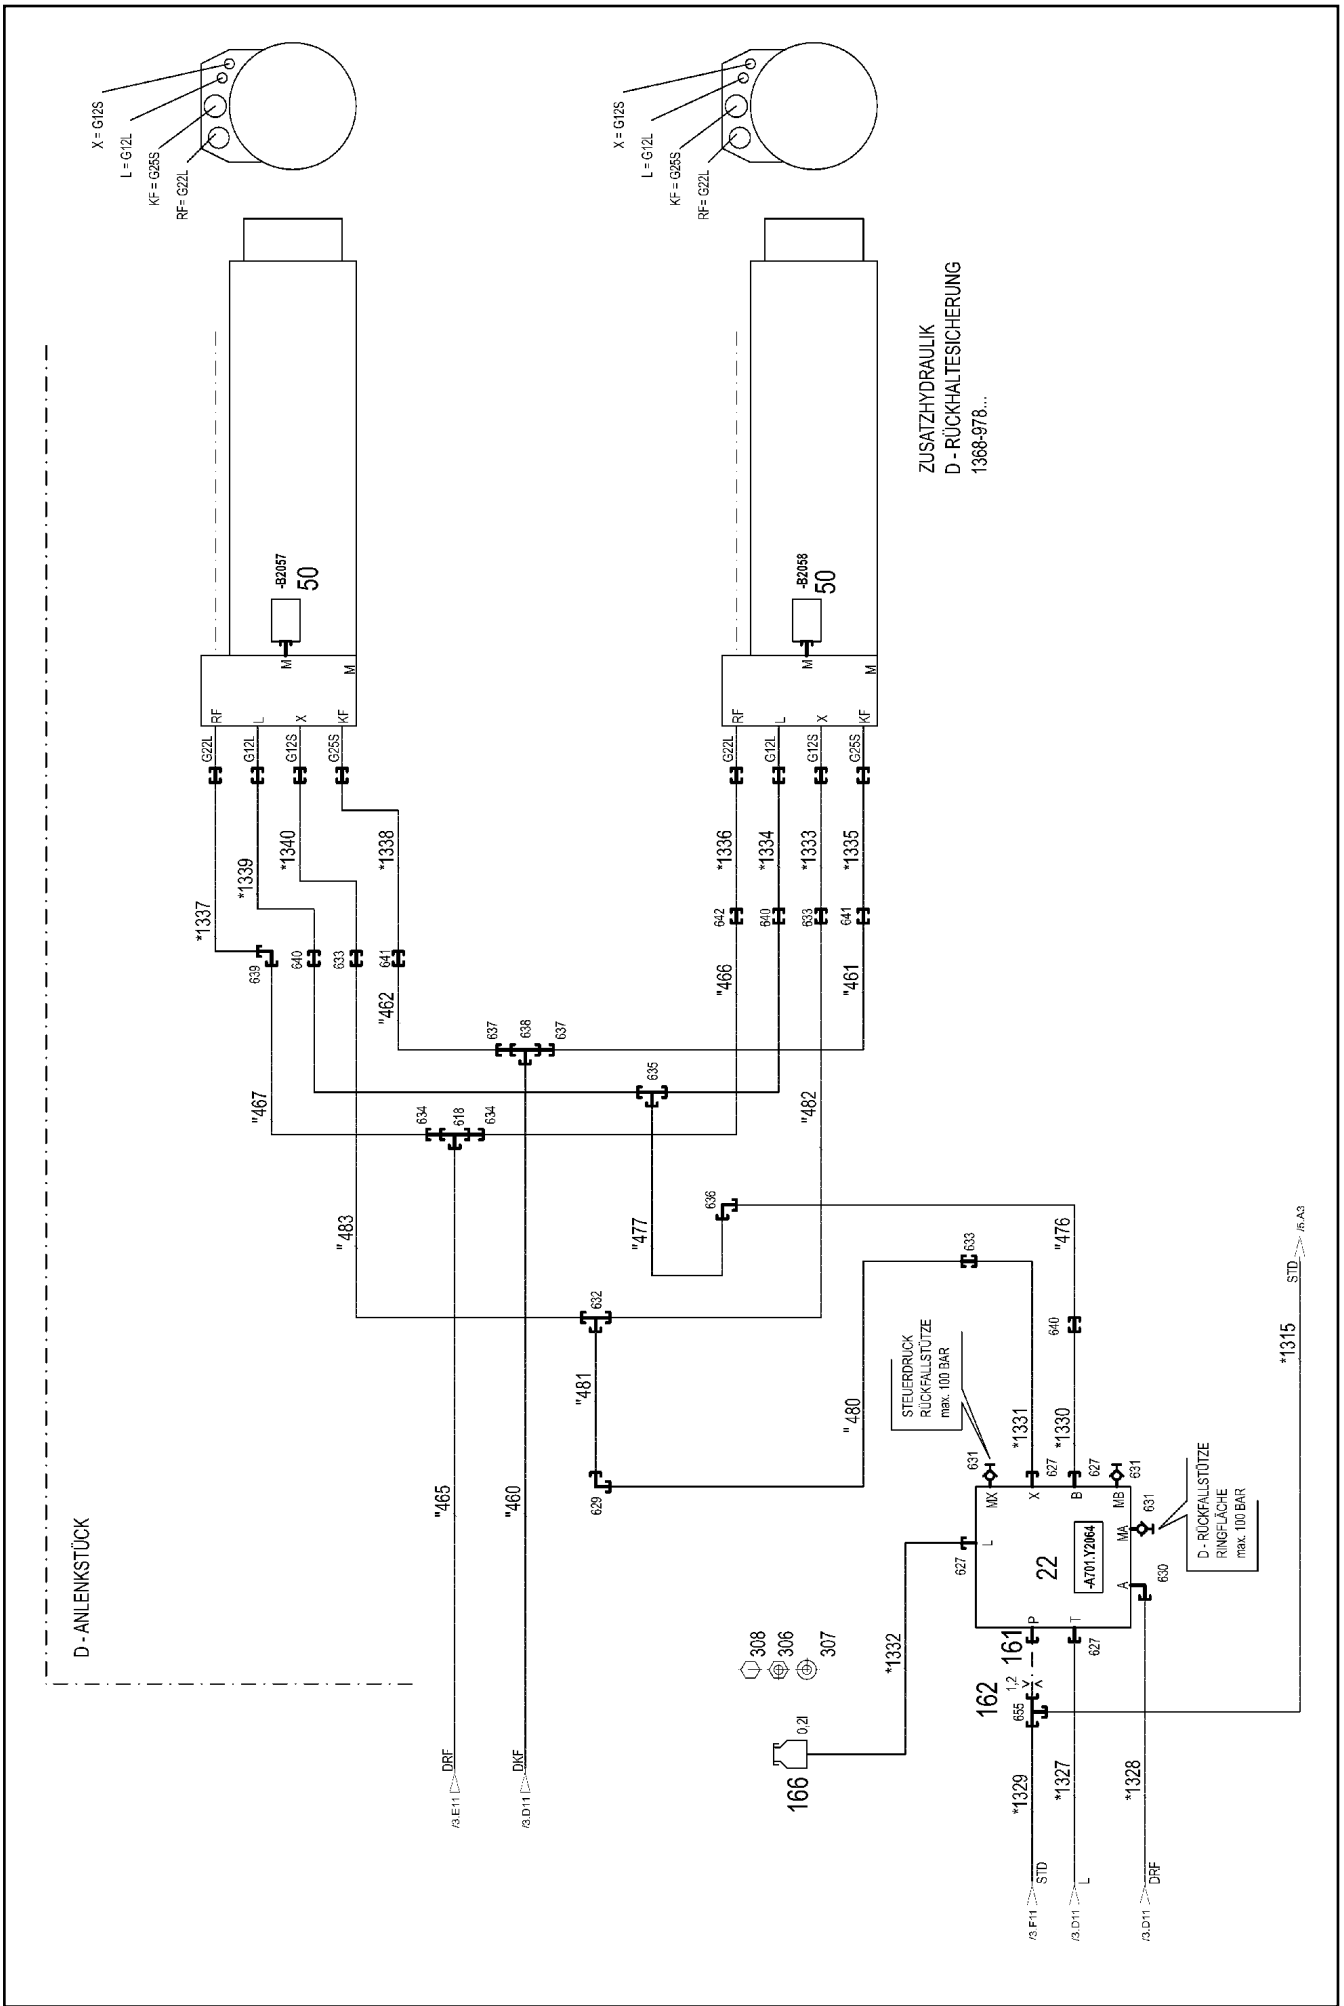 D - ANLENKSTÜCK
X = G12S
L = G12L
KF = G25S
RF= G22L
-B2057
50
M
M
RF
L
X
KF
G22L
G12L
G12S
G25S
*1337
*1339
*1340
*1338
639
640
633
641
"462
"467
"483
634
618
634
637
638
637
"465
"460
DRF
/3.E11
DKF
/3.D11
X = G12S
L = G12L
KF = G25S
RF= G22L
-B2058
50
M
M
RF
L
X
KF
G22L
G12L
G12S
G25S
*1336
*1334
*1333
*1335
642
640
633
641
"466
"461
635
"482
"477
636
632
"481
629
"480
633
"476
640
*1331
*1330
ZUSATZHYDRAULIK
D - RÜCKHALTESICHERUNG
1368-978...
STEUERDRUCK
RÜCKFALLSTÜTZE
max. 100 BAR
631
MX
X
627
B
627
MB
631
MA
631
D - RÜCKFALLSTÜTZE
RINGFLÄCHE
max. 100 BAR
L
627
22
-A701.Y2064
A
630
P
T
627
161
162
1,2
655
308
306
307
166
0,2l
*1332
*1329
*1327
*1328
STD
/3.F11
L
/3.D11
DRF
/3.D11
*1315
STD
/5.A3